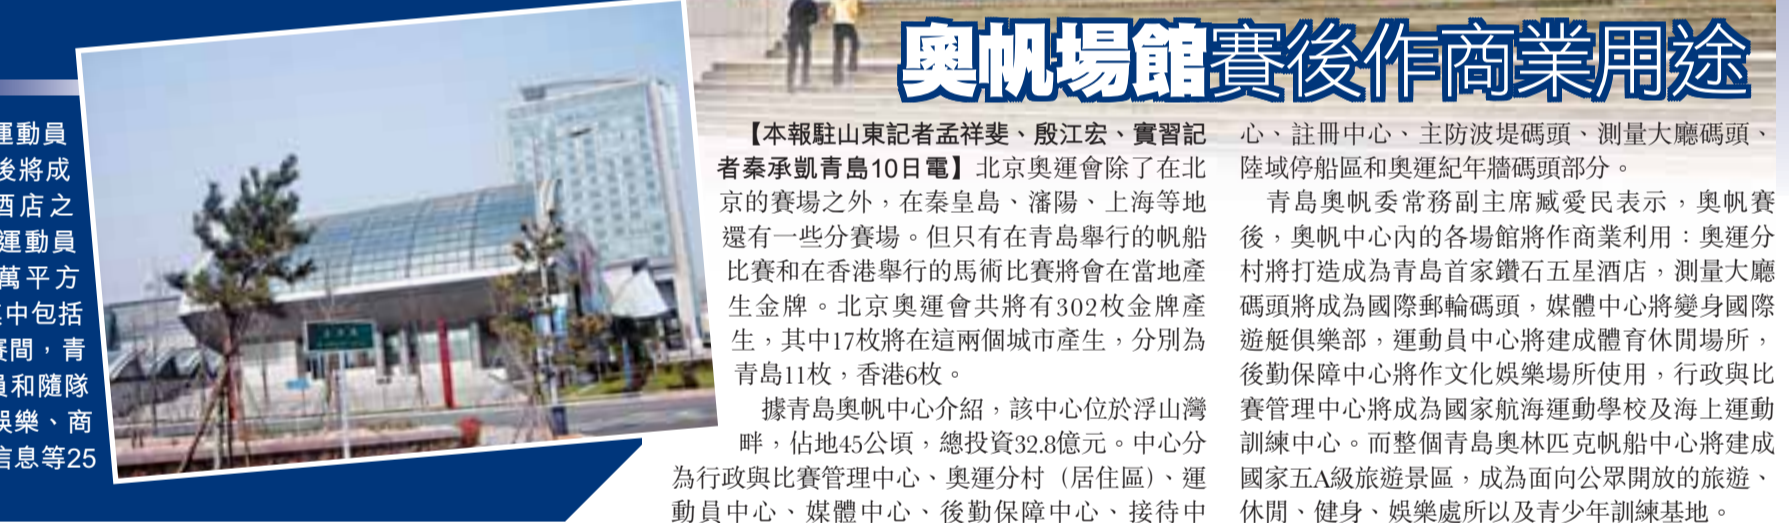 奧帆場館賽後作商業用途
運動員
後將成
酒店之
運動員
萬平方
中包括
賽間，青
員和隨隊
娛樂、商
信息等25
【本報駐山東記者孟祥斐、殷江宏、實習記
者秦承凱青島10日電】北京奧運會除了在北
京的賽場之外，在秦皇島、瀋陽、上海等地
還有一些分賽場。但只有在青島舉行的帆船
比賽和在香港舉行的馬術比賽將會在當地產
生金牌。北京奧運會共將有302枚金牌產
生，其中17枚將在這兩個城市產生，分別為
青島11枚，香港6枚。
據青島奧帆中心介紹，該中心位於浮山灣
畔，佔地45公頃，總投資32.8億元。中心分
為行政與比賽管理中心、奧運分村（居住區）、運
動員中心、媒體中心、後勤保障中心、接待中
心、註冊中心、主防波堤碼頭、測量大廳碼頭、
陸域停船區和奧運紀年牆碼頭部分。
青島奧帆委常務副主席臧愛民表示，奧帆賽
後，奧帆中心內的各場館將作商業利用：奧運分
村將打造成為青島首家鑽石五星酒店，測量大廳
碼頭將成為國際郵輪碼頭，媒體中心將變身國際
遊艇俱樂部，運動員中心將建成體育休閒場所，
後勤保障中心將作文化娛樂場所使用，行政與比
賽管理中心將成為國家航海運動學校及海上運動
訓練中心。而整個青島奧林匹克帆船中心將建成
國家五A級旅遊景區，成為面向公眾開放的旅遊、
休閒、健身、娛樂處所以及青少年訓練基地。